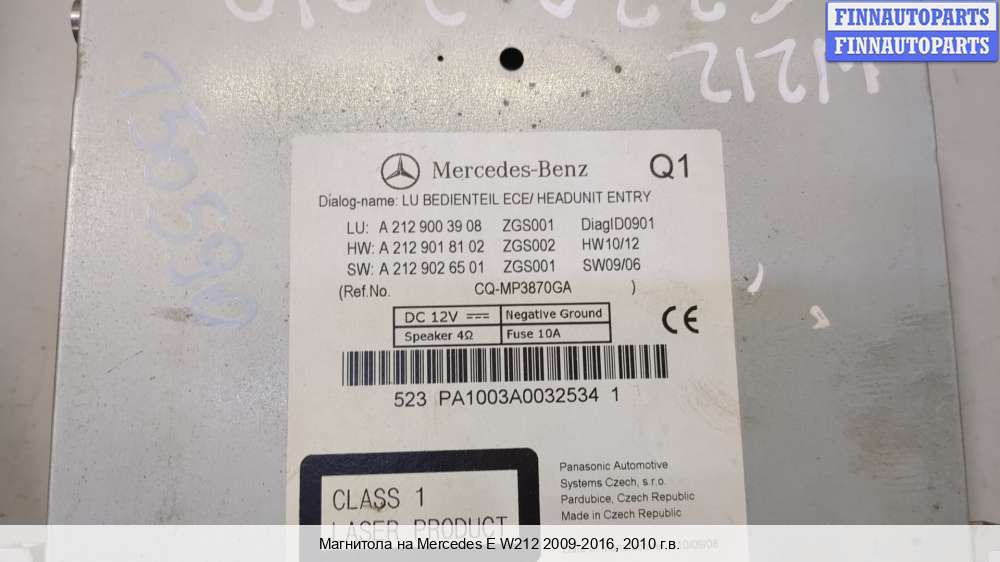 FINNAUTOPARTS
FINNAUTOPARTS
W212
730590
Mercedes-Benz Q1
Dialog-name: LU BEDIENTEIL ECE/ HEADUNIT ENTRY
LU: A 212 900 39 08 ZGS001 DiagID0901
HW: A 212 901 81 02 ZGS002 HW10/12
SW: A 212 902 65 01 ZGS001 SW09/06
(Ref.No. CQ-MP3870GA )
DC 12V Negative Ground
Speaker 4Ω Fuse 10A
CE
523 PA1003A0032534 1
Panasonic Automotive
Systems Czech, s.r.o.
Pardubice, Czech Republic
Made in Czech Republic
CLASS 1
LASER PRODUCT
Магнитола на Mercedes E W212 2009-2016, 2010 г.в.